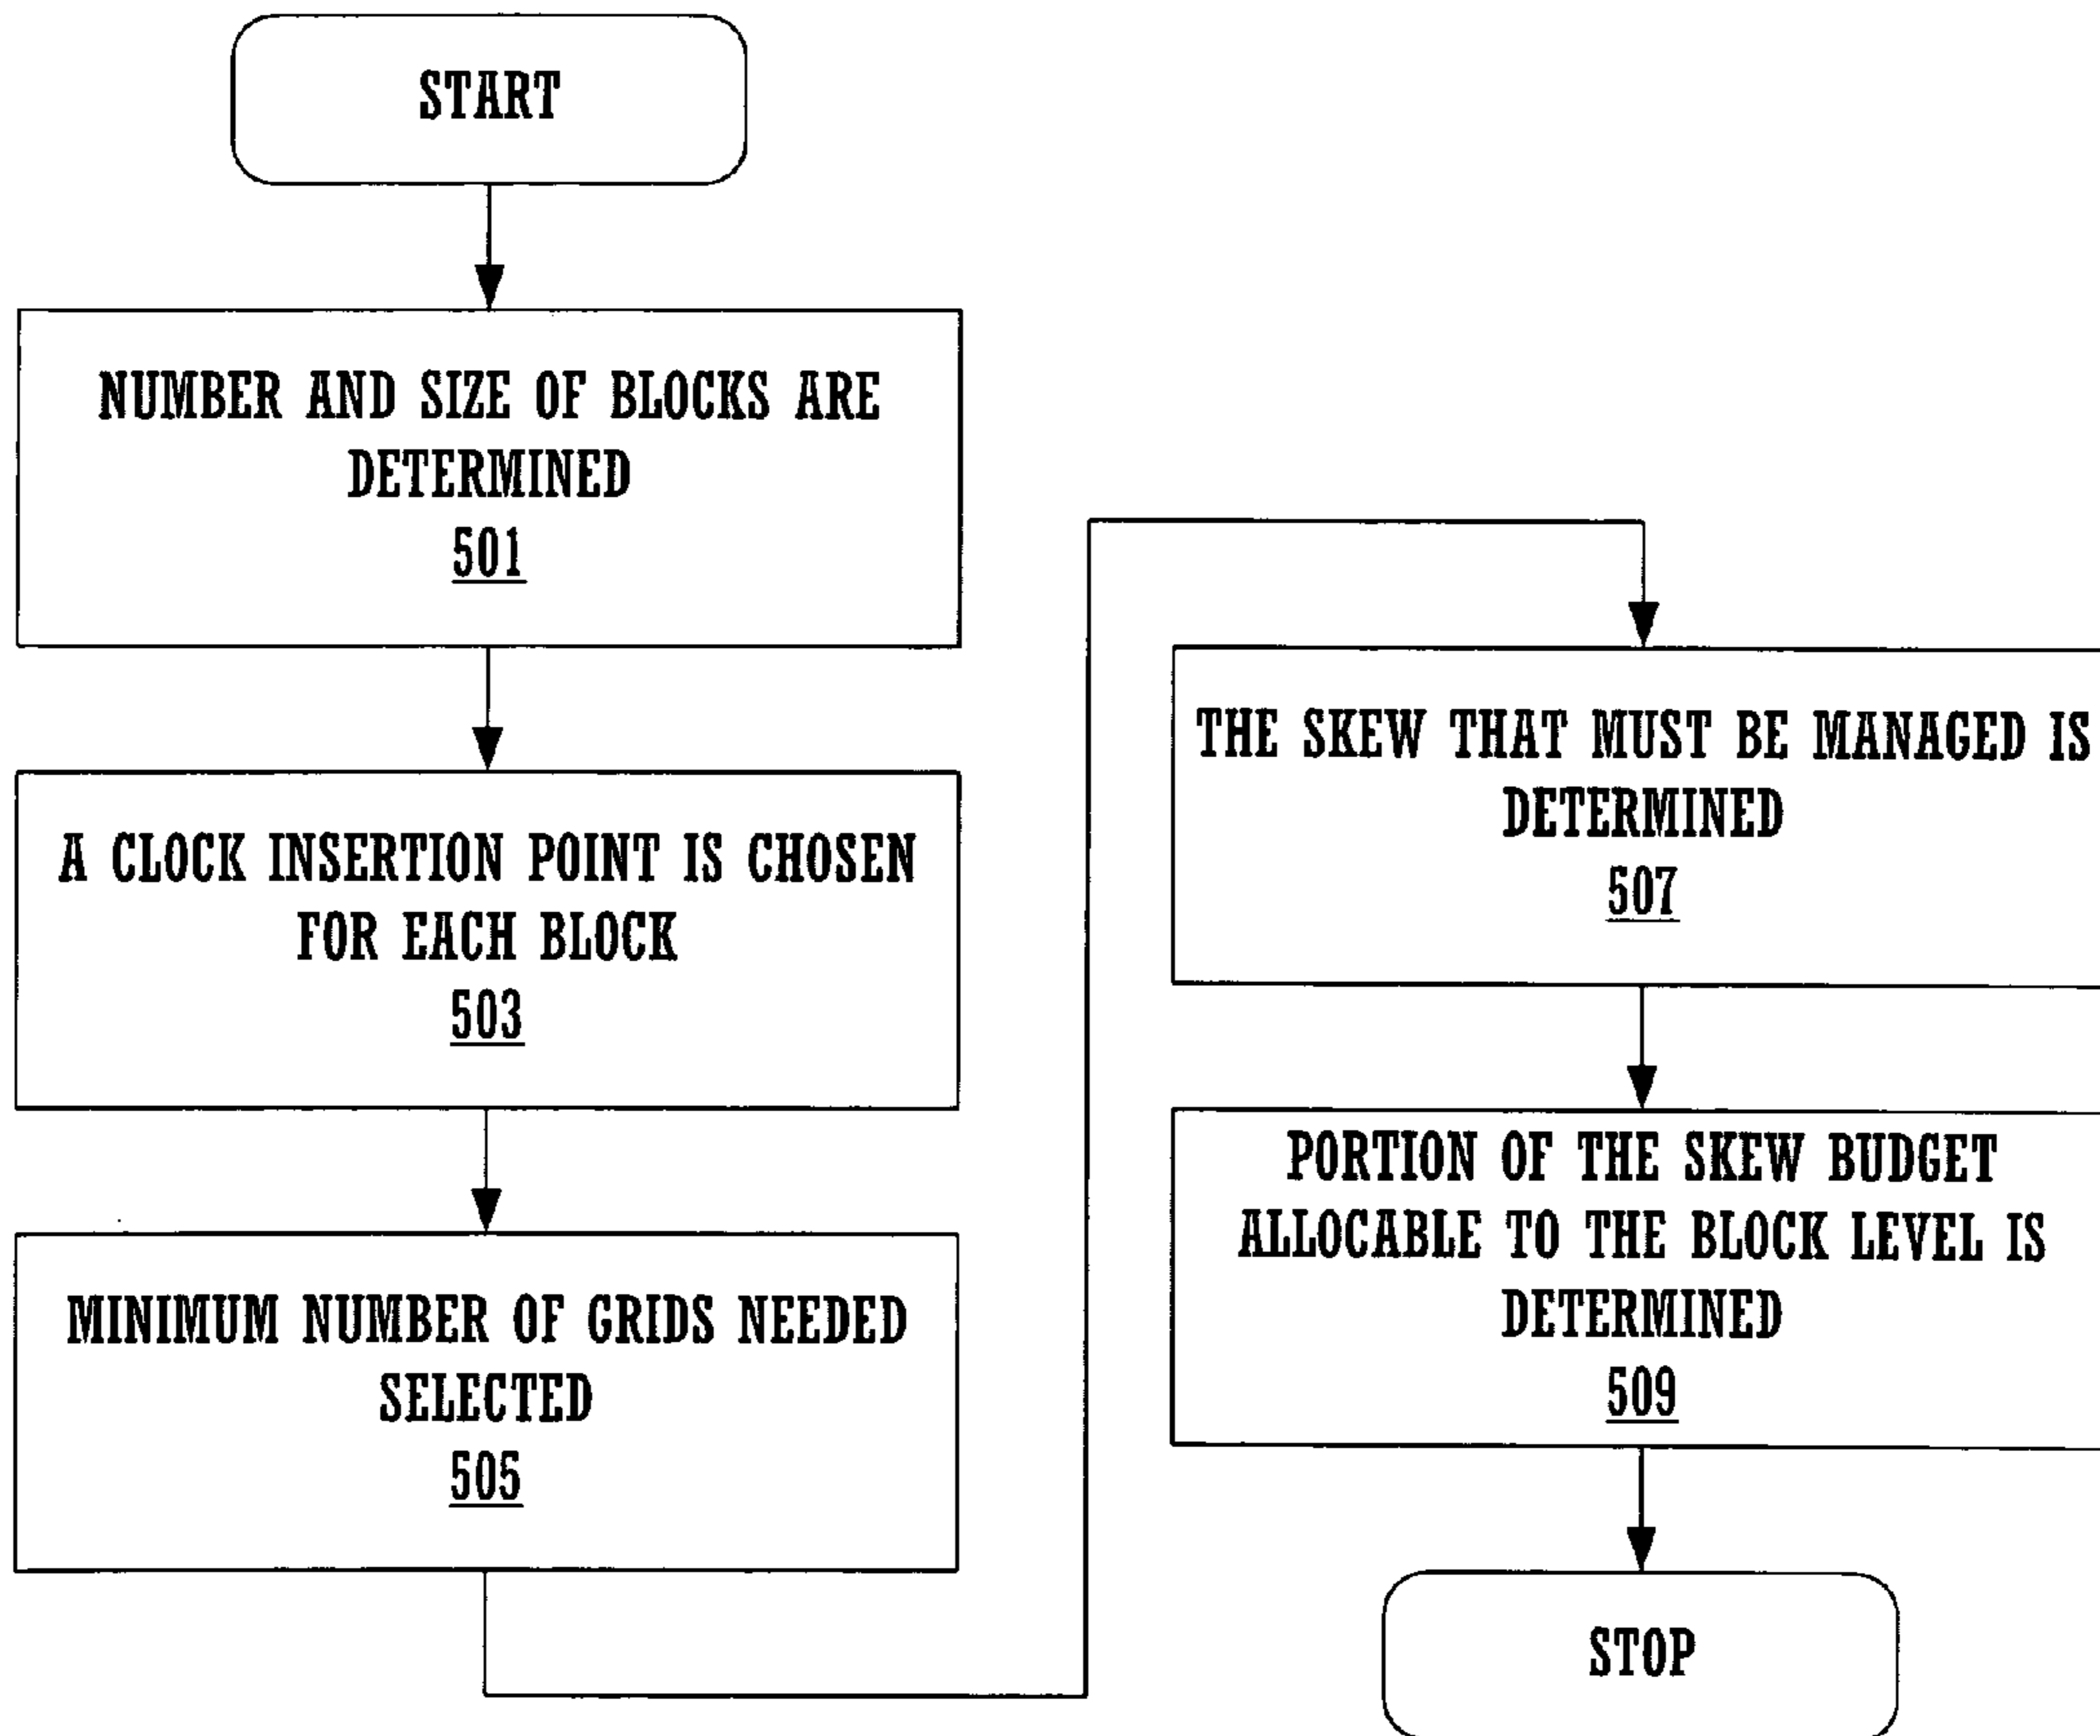 START
NUMBER AND SIZE OF BLOCKS ARE
DETERMINED
501
A CLOCK INSERTION POINT IS CHOSEN
FOR EACH BLOCK
503
MINIMUM NUMBER OF GRIDS NEEDED
SELECTED
505
THE SKEW THAT MUST BE MANAGED IS
DETERMINED
507
PORTION OF THE SKEW BUDGET
ALLOCABLE TO THE BLOCK LEVEL IS
DETERMINED
509
STOP